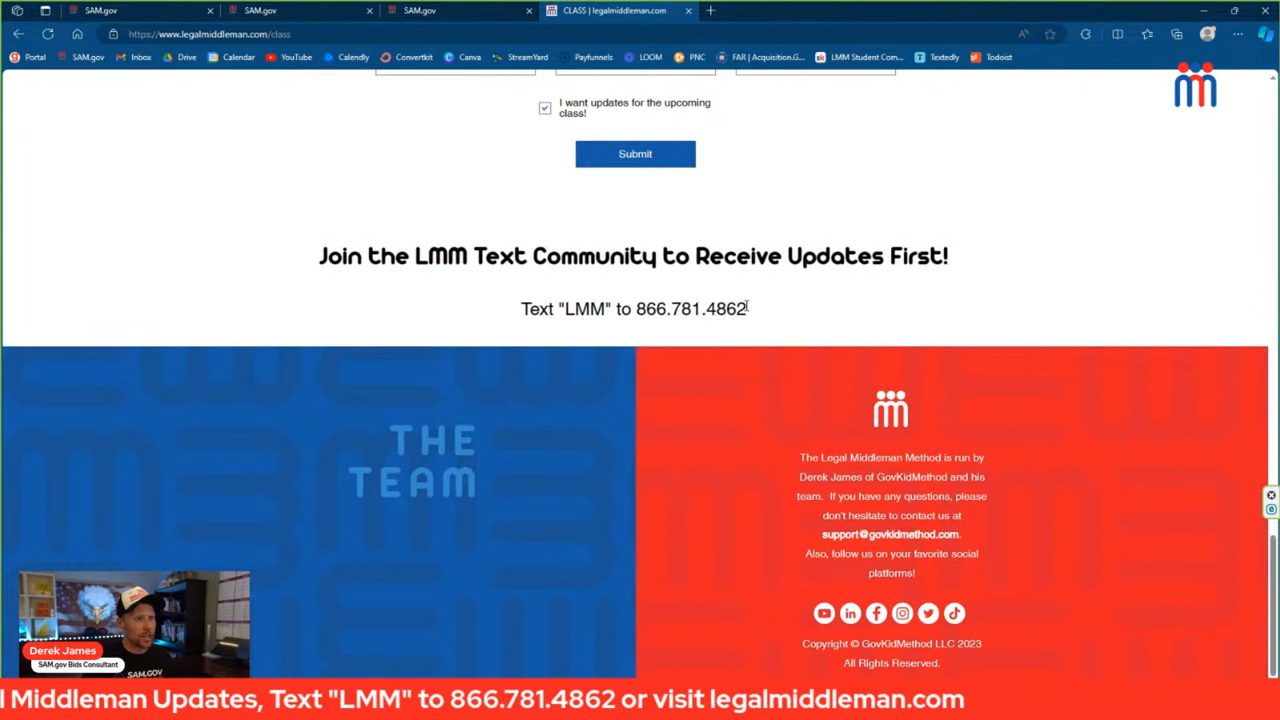 SAM.gov
SAM.gov
SAM.gov
CLASS | legalmiddleman.com
https://www.legalmiddleman.com/class
Portal
SAM.gov
Inbox
Drive
Calendar
YouTube
Calendly
Convertkit
Canva
StreamYard
Payfunnels
LOOM
PNC
FAR | Acquisition.G...
LMM Student Com...
Textedly
Todoist
I want updates for the upcoming
class!
Submit
Join the LMM Text Community to Receive Updates First!
Text "LMM" to 866.781.4862
THE
TEAM
The Legal Middleman Method is run by
Derek James of GovKidMethod and his
team. If you have any questions, please
don't hesitate to contact us at
support@govkidmethod.com.
Also, follow us on your favorite social
platforms!
Copyright © GovKidMethod LLC 2023
All Rights Reserved.
Derek James
SAM.gov Bids Consultant
SAM.GOV
l Middleman Updates, Text "LMM" to 866.781.4862 or visit legalmiddleman.com